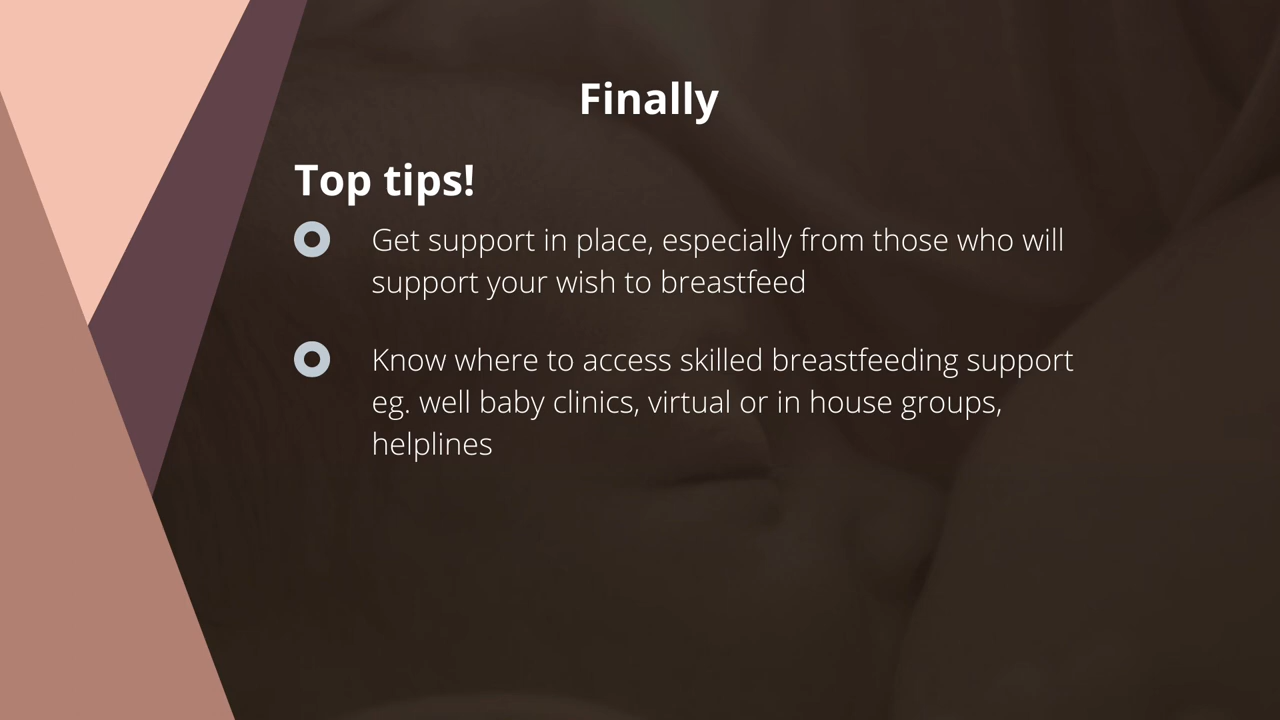 Finally
Top tips!
Get support in place, especially from those who will
support your wish to breastfeed
Know where to access skilled breastfeeding support
eg. well baby clinics, virtual or in house groups,
helplines